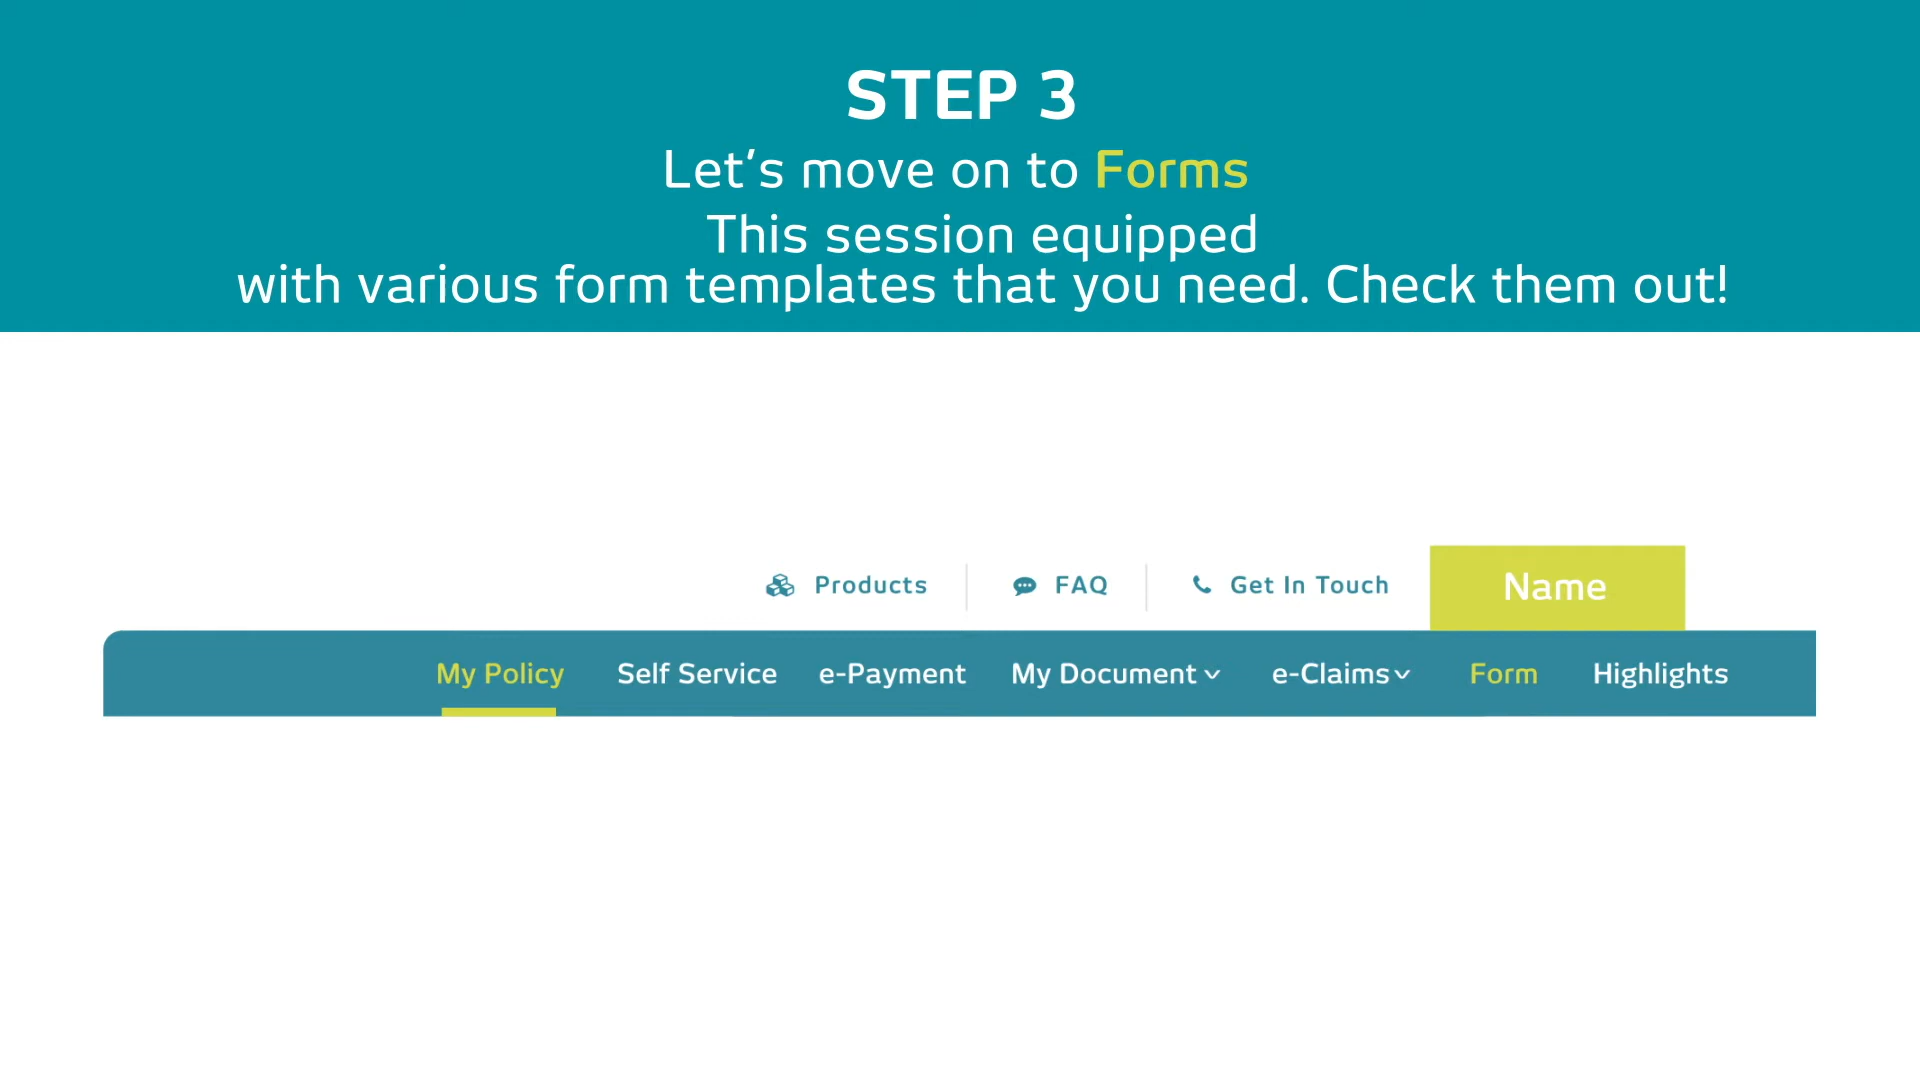 STEP 3
Let's move on to Forms
This session equipped
with various form templates that you need. Check them out!
Products FAQ Get In Touch Name
My Policy Self Service e-Payment My Document e-Claims Form Highlights